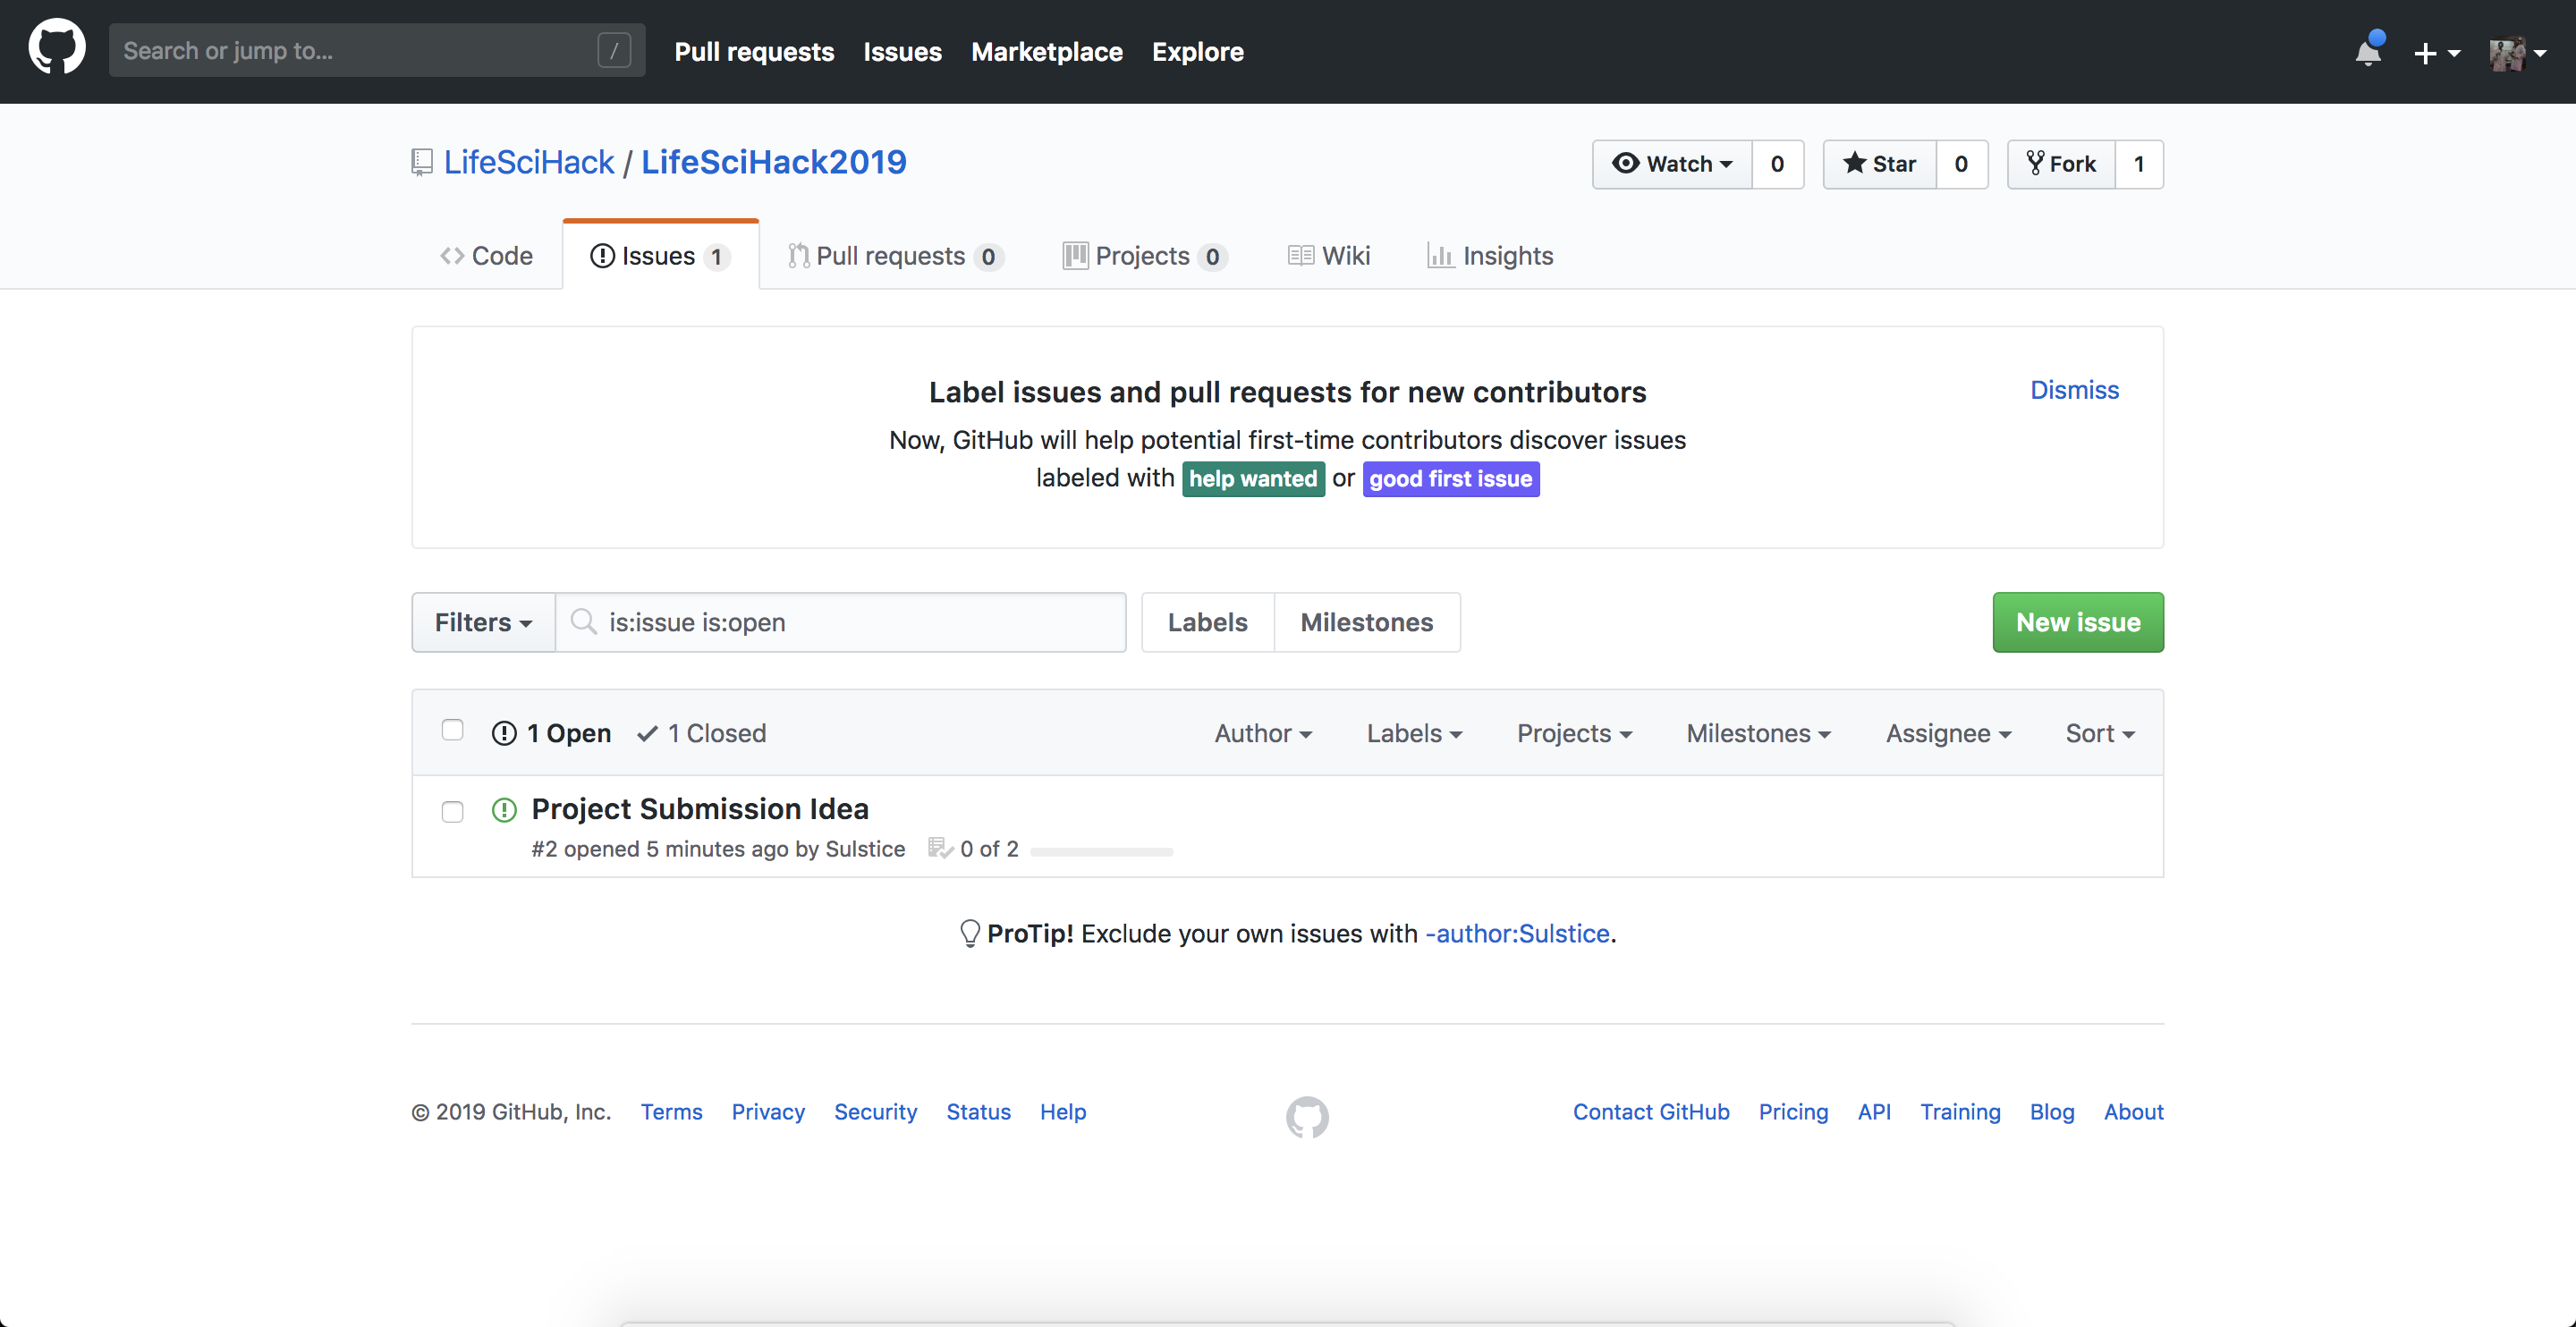 Search or jump to... / Pull requests Issues Marketplace Explore
LifeSciHack / LifeSciHack2019 Watch 0 Star 0 Fork 1
Code Issues 1 Pull requests 0 Projects 0 Wiki Insights
Label issues and pull requests for new contributors Dismiss
Now, GitHub will help potential first-time contributors discover issues
labeled with help wanted or good first issue
Filters is:issue is:open Labels Milestones New issue
1 Open 1 Closed Author Labels Projects Milestones Assignee Sort
Project Submission Idea
#2 opened 5 minutes ago by Sulstice 0 of 2
ProTip! Exclude your own issues with -author:Sulstice.
© 2019 GitHub, Inc. Terms Privacy Security Status Help Contact GitHub Pricing API Training Blog About